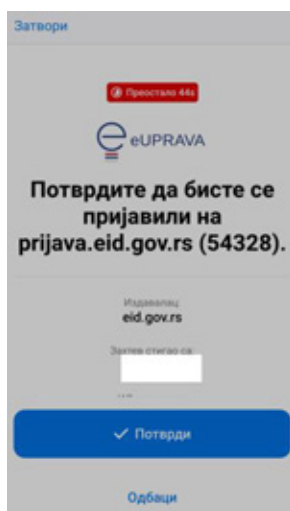 Затвори
Преостало 44s
eUPRAVA
Потврдите да бисте се
пријавили на
prijava.eid.gov.rs (54328).
Издавалац:
eid.gov.rs
Захтев стигао са:
Потврди
Одбаци